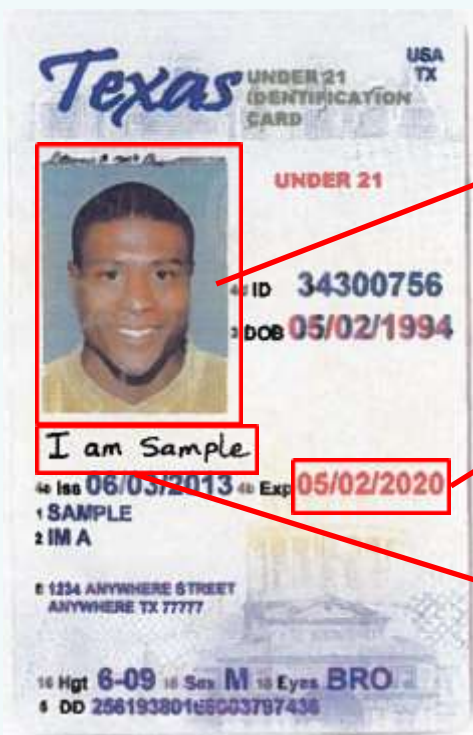 Texas
USA
TX
UNDER 21
IDENTIFICATION
CARD
UNDER 21
4d ID 34300756
3 DOB 05/02/1994
I am Sample
4a Iss 06/03/2013 4b Exp 05/02/2020
1 SAMPLE
2 IM A
8 1234 ANYWHERE STREET
ANYWHERE TX 77777
16 Hgt 6-09 15 Sex M 18 Eyes BRO
5 DD